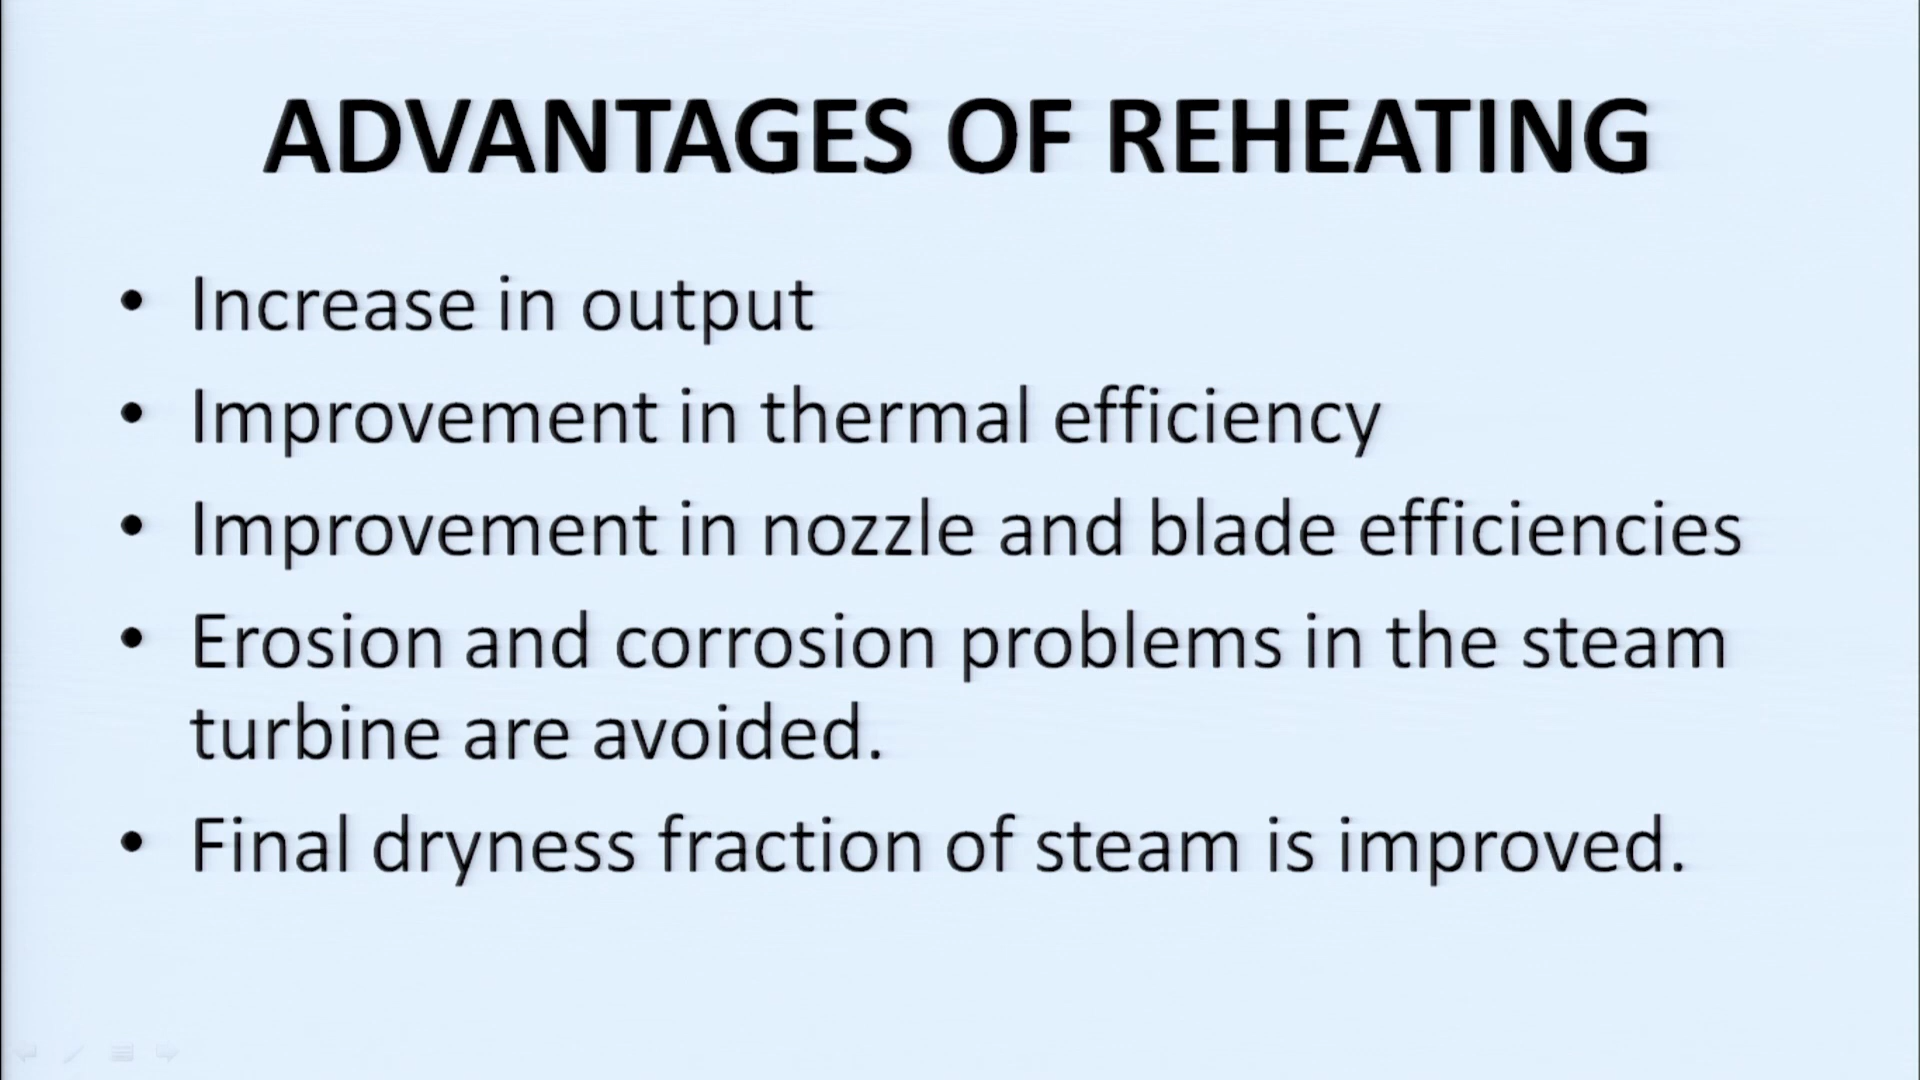 ADVANTAGES OF REHEATING
• Increase in output
• Improvement in thermal efficiency
• Improvement in nozzle and blade efficiencies
• Erosion and corrosion problems in the steam
turbine are avoided.
• Final dryness fraction of steam is improved.